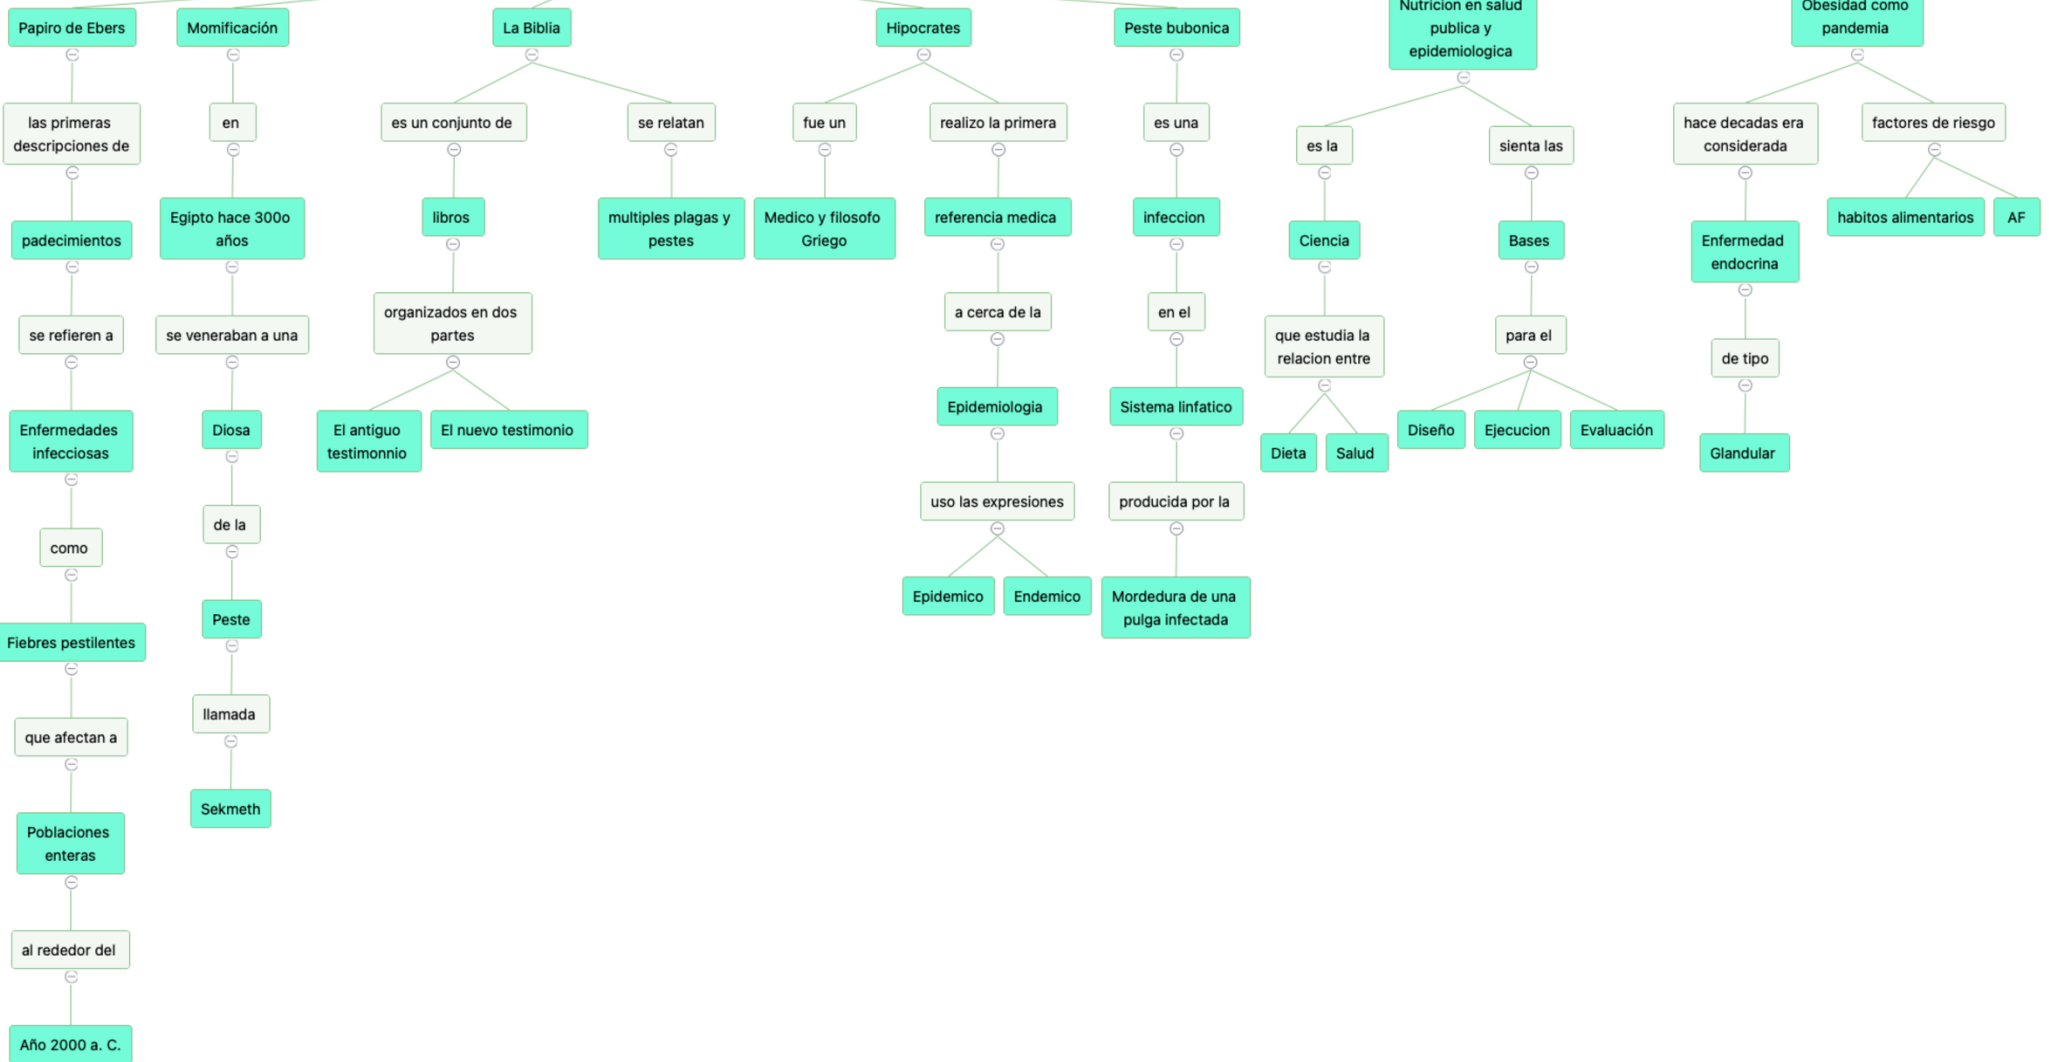 Papiro de Ebers
las primeras
descripciones de
padecimientos
se refieren a
Enfermedades
infecciosas
como
Fiebres pestilentes
que afectan a
Poblaciones
enteras
al rededor del
Año 2000 a. C.
Momificación
en
Egipto hace 300o
años
se veneraban a una
Diosa
de la
Peste
llamada
Sekmeth
La Biblia
es un conjunto de
libros
organizados en dos
partes
El antiguo
testimonnio
El nuevo testimonio
se relatan
multiples plagas y
pestes
Hipocrates
fue un
Medico y filosofo
Griego
realizo la primera
referencia medica
a cerca de la
Epidemiologia
uso las expresiones
Epidemico
Endemico
Peste bubonica
es una
infeccion
en el
Sistema linfatico
producida por la
Mordedura de una
pulga infectada
Nutricion en salud
publica y
epidemiologica
es la
Ciencia
que estudia la
relacion entre
Dieta
Salud
sienta las
Bases
para el
Diseño
Ejecucion
Evaluación
Obesidad como
pandemia
hace decadas era
considerada
Enfermedad
endocrina
de tipo
Glandular
factores de riesgo
habitos alimentarios
AF